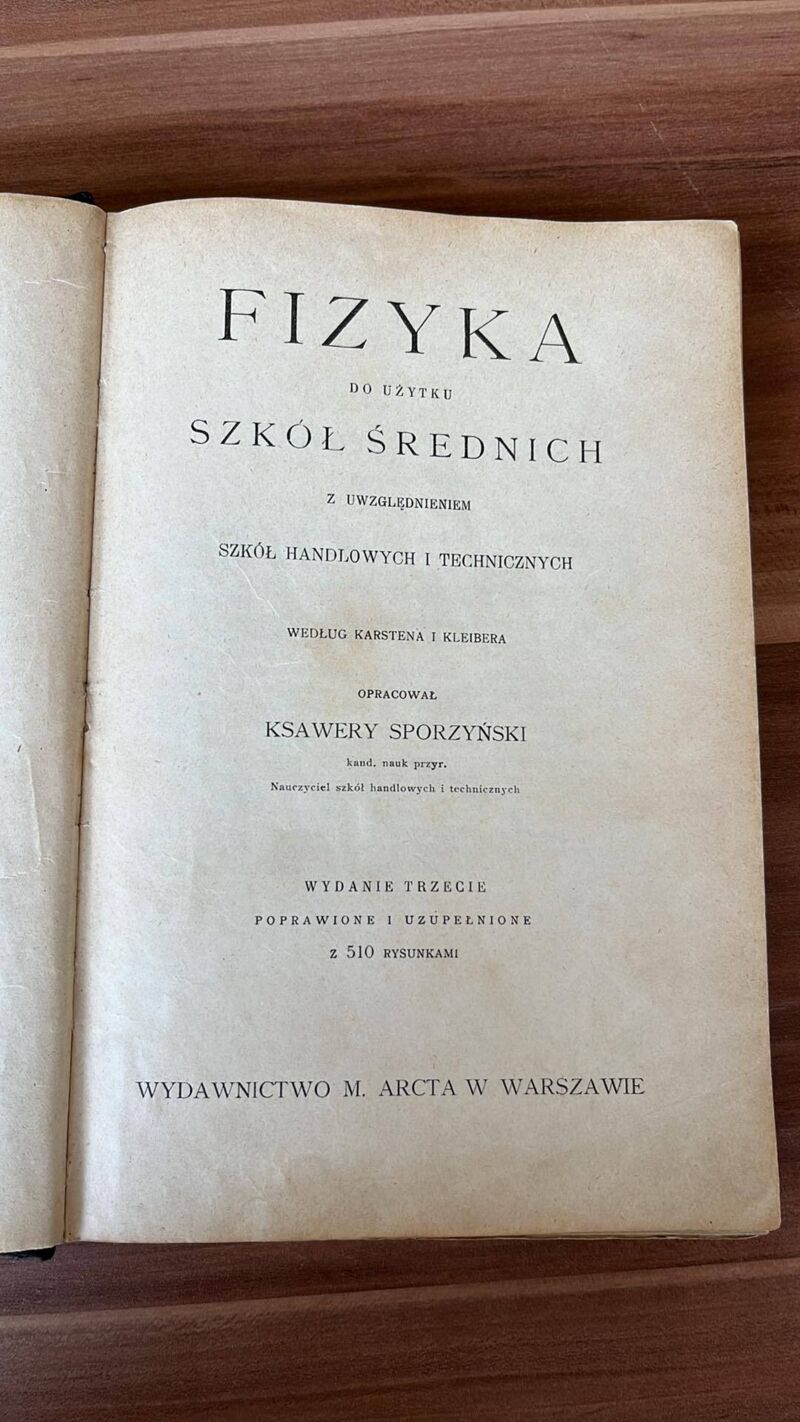 FIZYKA
DO UŻYTKU
SZKÓŁ ŚREDNICH
Z UWZGLĘDNIENIEM
SZKÓŁ HANDLOWYCH I TECHNICZNYCH
WEDŁUG KARSTENA I KLEIBERA
OPRACOWAŁ
KSAWERY SPORZYŃSKI
kand. nauk przyr.
Nauczyciel szkół handlowych i technicznych
WYDANIE TRZECIE
POPRAWIONE I UZUPEŁNIONE
Z 510 RYSUNKAMI
WYDAWNICTWO M. ARCTA W WARSZAWIE